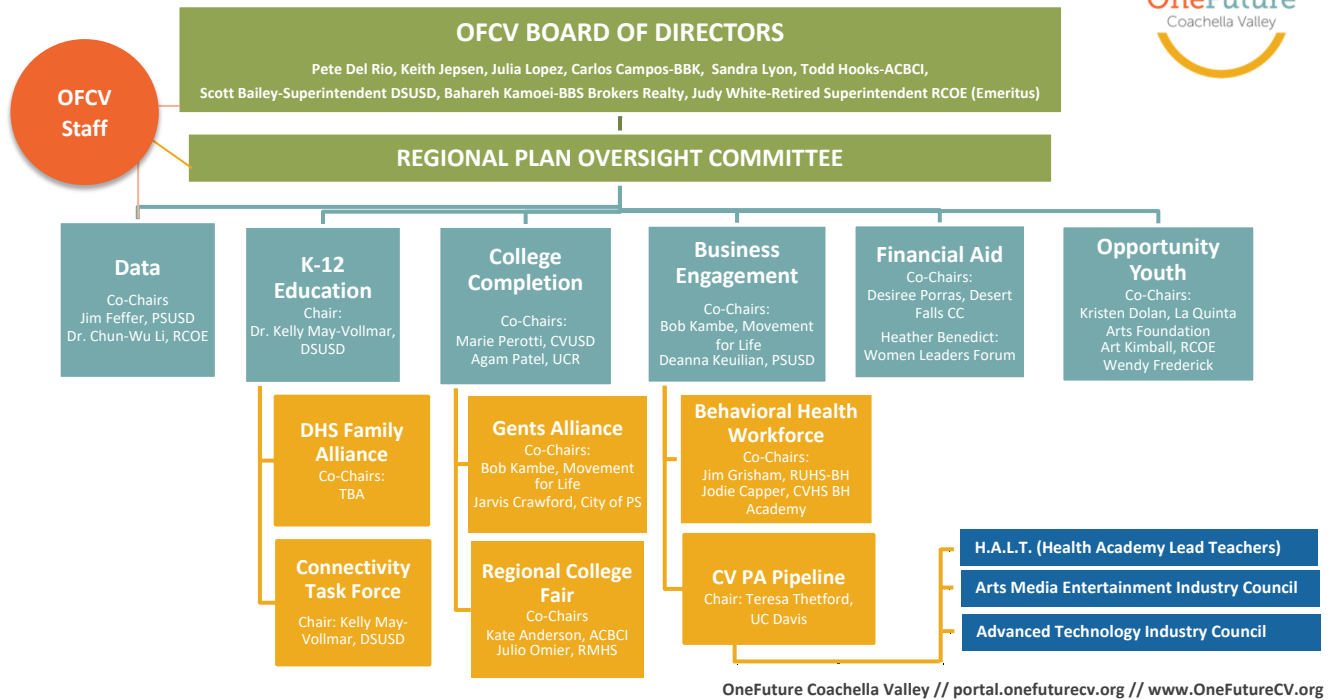 OneFuture
Coachella Valley
OFCV BOARD OF DIRECTORS
Pete Del Rio, Keith Jepsen, Julia Lopez, Carlos Campos-BBK, Sandra Lyon, Todd Hooks-ACBCI,
Scott Bailey-Superintendent DSUSD, Bahareh Kamoei-BBS Brokers Realty, Judy White-Retired Superintendent RCOE (Emeritus)
OFCV
Staff
REGIONAL PLAN OVERSIGHT COMMITTEE
Data
Co-Chairs
Jim Feffer, PSUSD
Dr. Chun-Wu Li, RCOE
K-12
Education
Chair:
Dr. Kelly May-Vollmar,
DSUSD
College
Completion
Co-Chairs:
Marie Perotti, CVUSD
Agam Patel, UCR
Business
Engagement
Co-Chairs:
Bob Kambe, Movement
for Life
Deanna Keuilian, PSUSD
Financial Aid
Co-Chairs:
Desiree Porras, Desert
Falls CC
Heather Benedict:
Women Leaders Forum
Opportunity
Youth
Co-Chairs:
Kristen Dolan, La Quinta
Arts Foundation
Art Kimball, RCOE
Wendy Frederick
DHS Family
Alliance
Co-Chairs:
TBA
Gents Alliance
Co-Chairs:
Bob Kambe, Movement
for Life
Jarvis Crawford, City of PS
Behavioral Health
Workforce
Co-Chairs:
Jim Grisham, RUHS-BH
Jodie Capper, CVHS BH
Academy
Connectivity
Task Force
Chair: Kelly May-
Vollmar, DSUSD
Regional College
Fair
Co-Chairs
Kate Anderson, ACBCI
Julio Omier, RMHS
CV PA Pipeline
Chair: Teresa Thetford,
UC Davis
H.A.L.T. (Health Academy Lead Teachers)
Arts Media Entertainment Industry Council
Advanced Technology Industry Council
OneFuture Coachella Valley // portal.onefuturecv.org // www.OneFutureCV.org